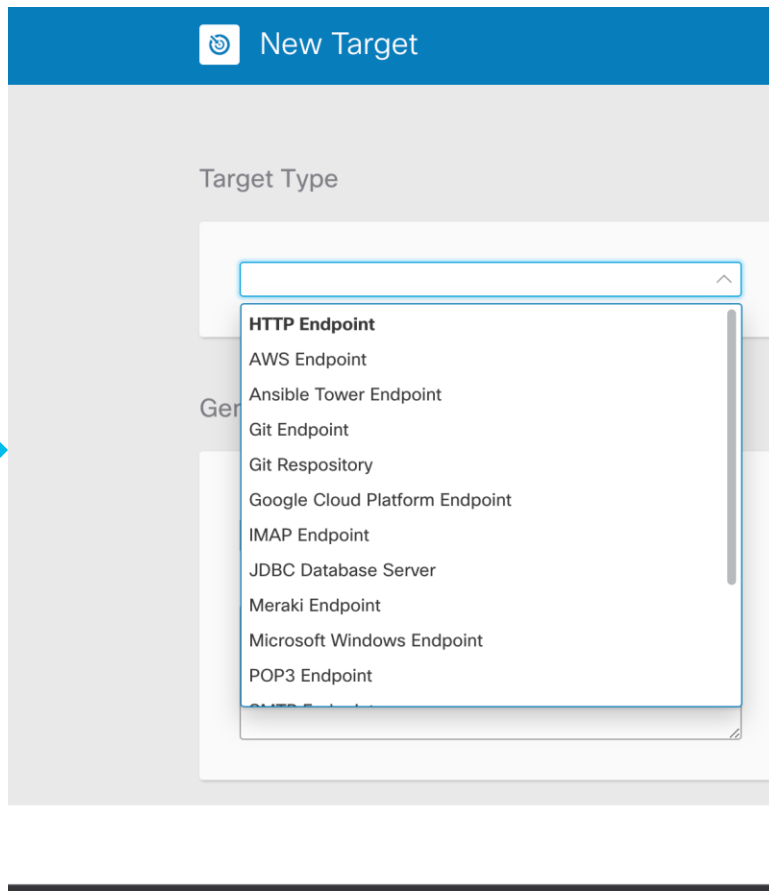 New Target
Target Type
HTTP Endpoint
AWS Endpoint
Ansible Tower Endpoint
Ger
Git Endpoint
Git Respository
Google Cloud Platform Endpoint
IMAP Endpoint
JDBC Database Server
Meraki Endpoint
Microsoft Windows Endpoint
POP3 Endpoint